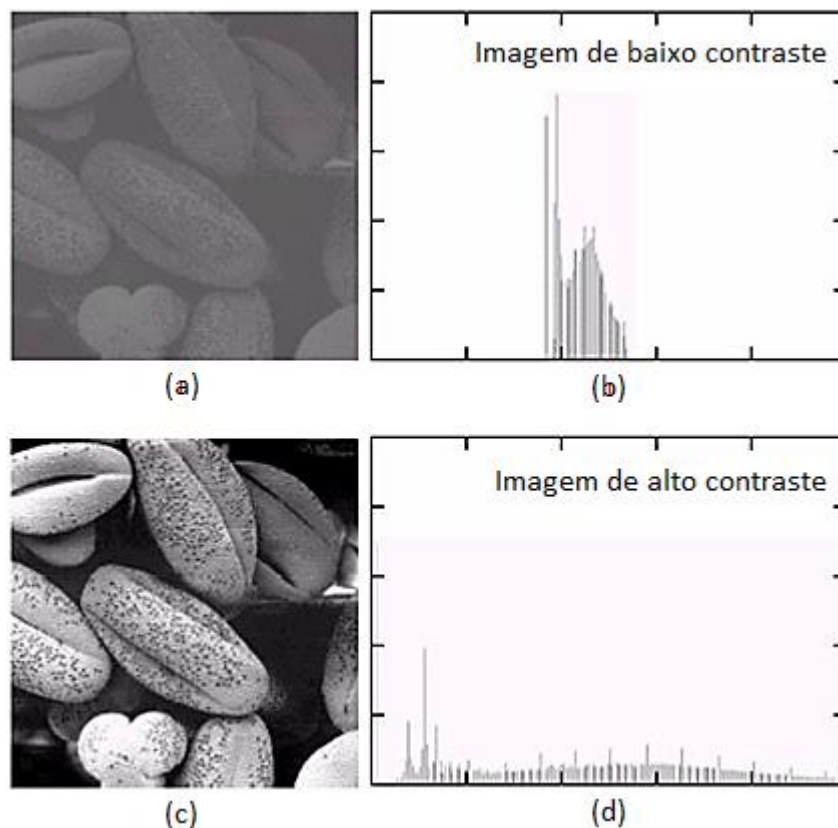 Imagem de baixo contraste
(a)
(b)
Imagem de alto contraste
(c)
(d)